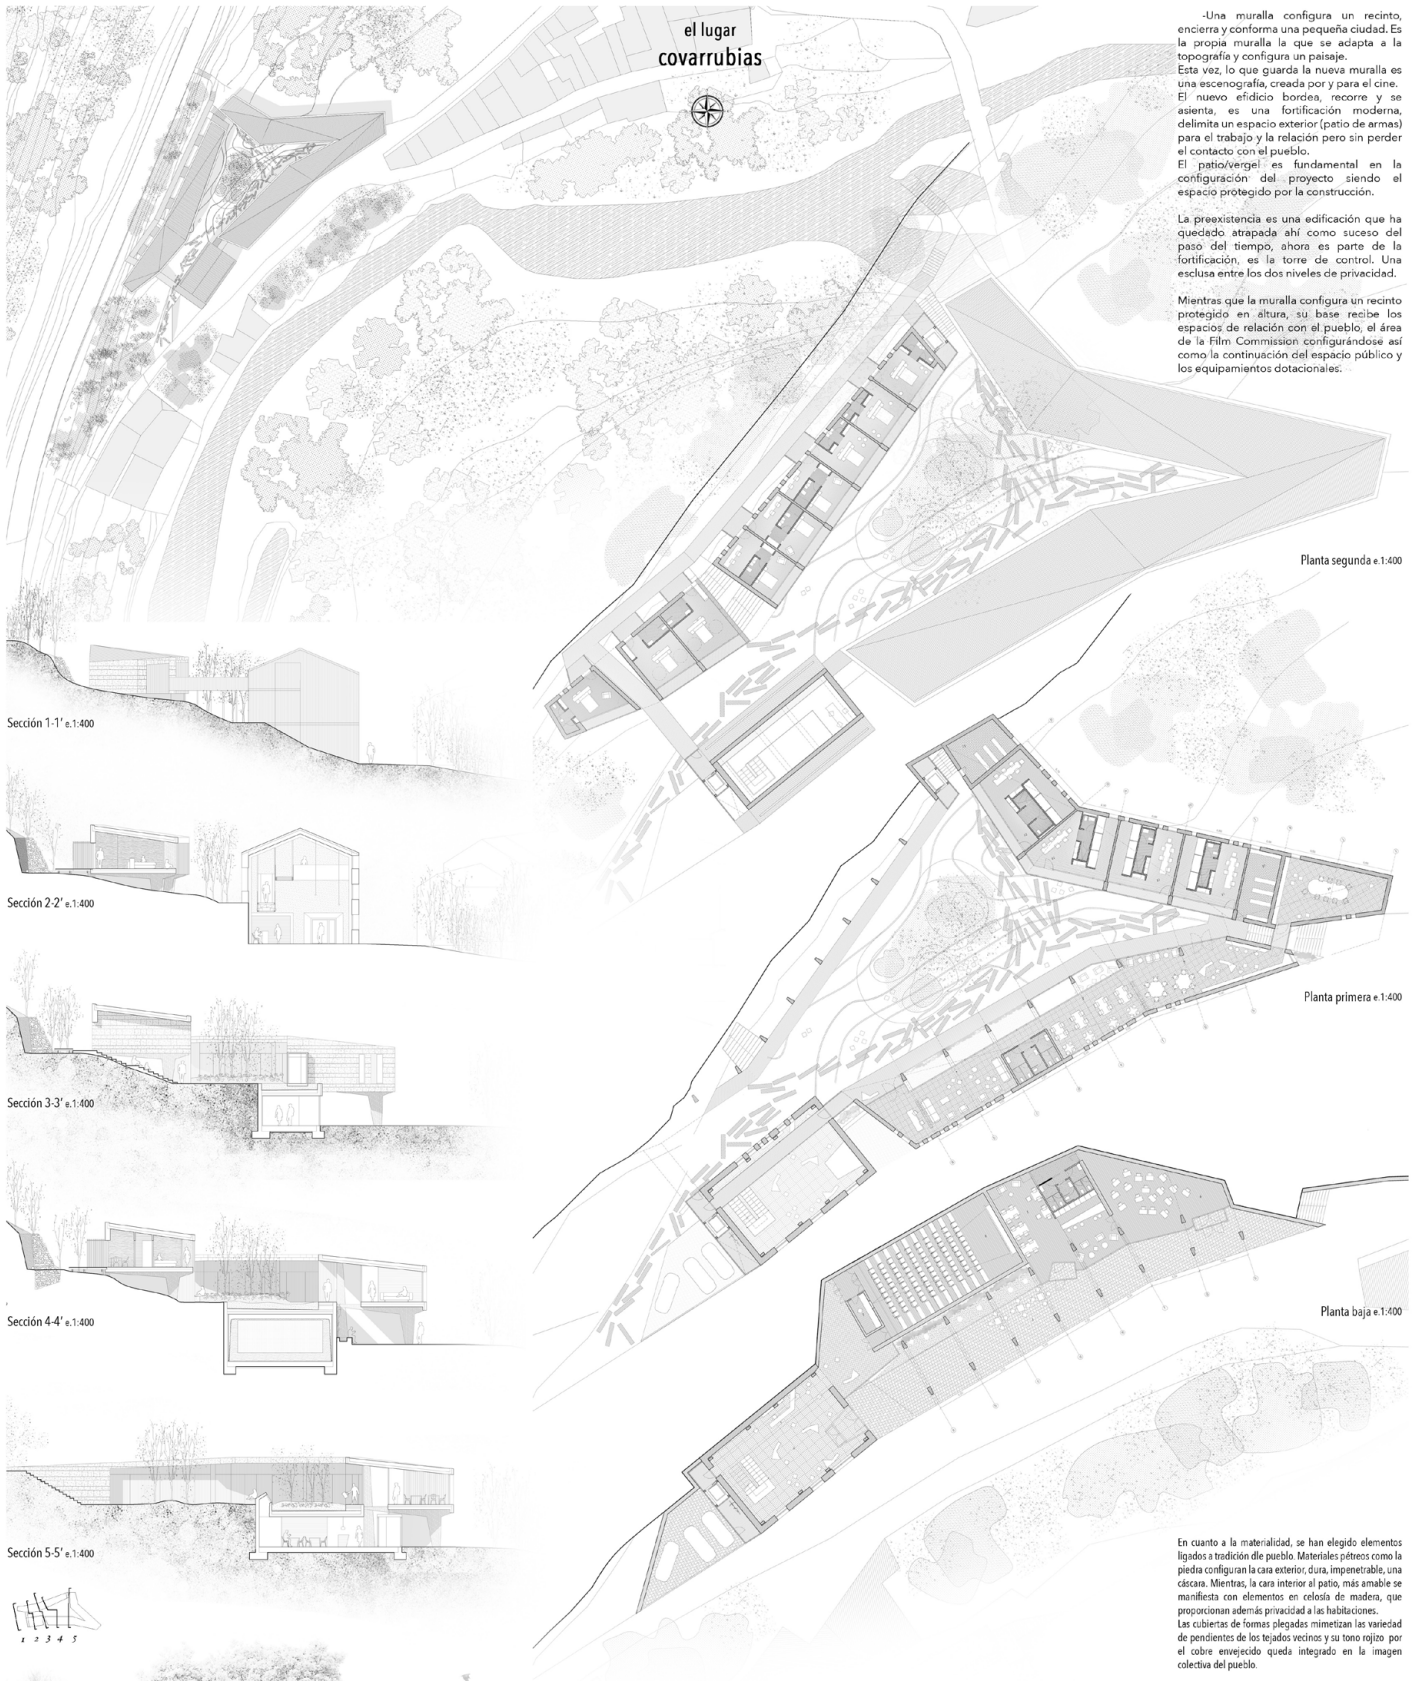 el lugar
covarrubias
-Una muralla configura un recinto,
encierra y conforma una pequeña ciudad. Es
la propia muralla la que se adapta a la
topografía y configura un paisaje.
Esta vez, lo que guarda la nueva muralla es
una escenografía, creada por y para el cine.
El nuevo efidicio bordea, recorre y se
asienta, es una fortificación moderna,
delimita un espacio exterior (patio de armas)
para el trabajo y la relación pero sin perder
el contacto con el pueblo.
El patio/vergel es fundamental en la
configuración del proyecto siendo el
espacio protegido por la construcción.
La preexistencia es una edificación que ha
quedado atrapada ahí como suceso del
paso del tiempo, ahora es parte de la
fortificación, es la torre de control. Una
esclusa entre los dos niveles de privacidad.
Mientras que la muralla configura un recinto
protegido en altura, su base recibe los
espacios de relación con el pueblo, el área
de la Film Commission configurándose así
como la continuación del espacio público y
los equipamientos dotacionales.
Planta segunda e.1:400
Sección 1-1' e.1:400
Sección 2-2' e.1:400
Planta primera e.1:400
Sección 3-3' e.1:400
Planta baja e.1:400
Sección 4-4' e.1:400
Sección 5-5' e.1:400
1 2 3 4 5
En cuanto a la materialidad, se han elegido elementos
ligados a tradición dle pueblo. Materiales pétreos como la
piedra configuran la cara exterior, dura, impenetrable, una
cáscara. Mientras, la cara interior al patio, más amable se
manifiesta con elementos en celosía de madera, que
proporcionan además privacidad a las habitaciones.
Las cubiertas de formas plegadas mimetizan las variedad
de pendientes de los tejados vecinos y su tono rojizo por
el cobre envejecido queda integrado en la imagen
colectiva del pueblo.